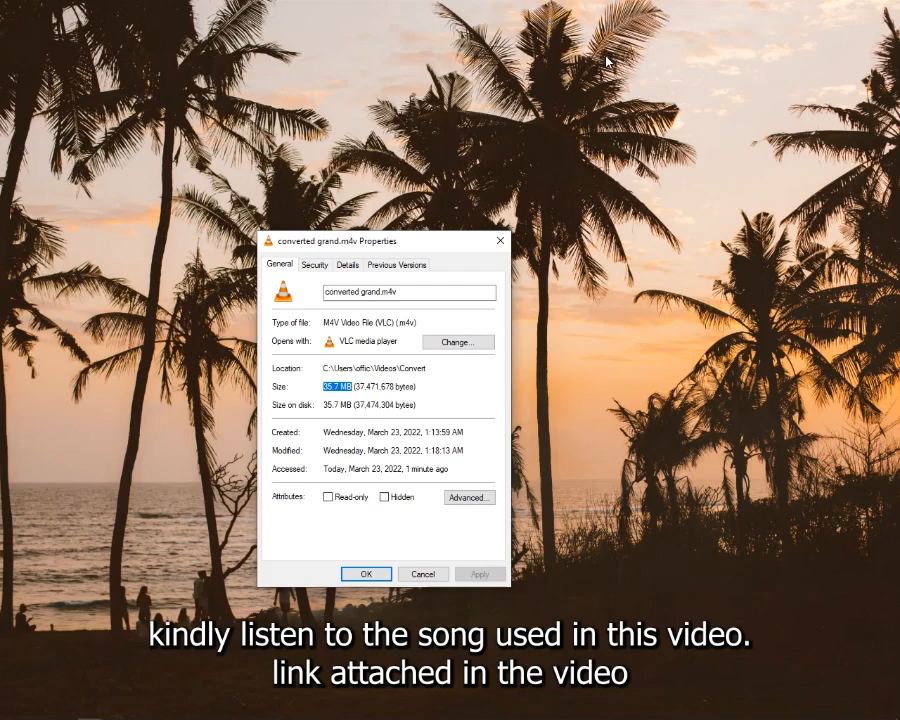 converted grand.m4v Properties
General Security Details Previous Versions
converted grand.m4v
Type of file: M4V Video File (VLC) (.m4v)
Opens with: VLC media player Change...
Location: C:\Users\offic\Videos\Convert
Size: 35.7 MB (37,471,678 bytes)
Size on disk: 35.7 MB (37,474,304 bytes)
Created: Wednesday, March 23, 2022, 1:13:59 AM
Modified: Wednesday, March 23, 2022, 1:18:13 AM
Accessed: Today, March 23, 2022, 1 minute ago
Attributes: Read-only Hidden Advanced...
OK Cancel Apply
kindly listen to the song used in this video.
link attached in the video